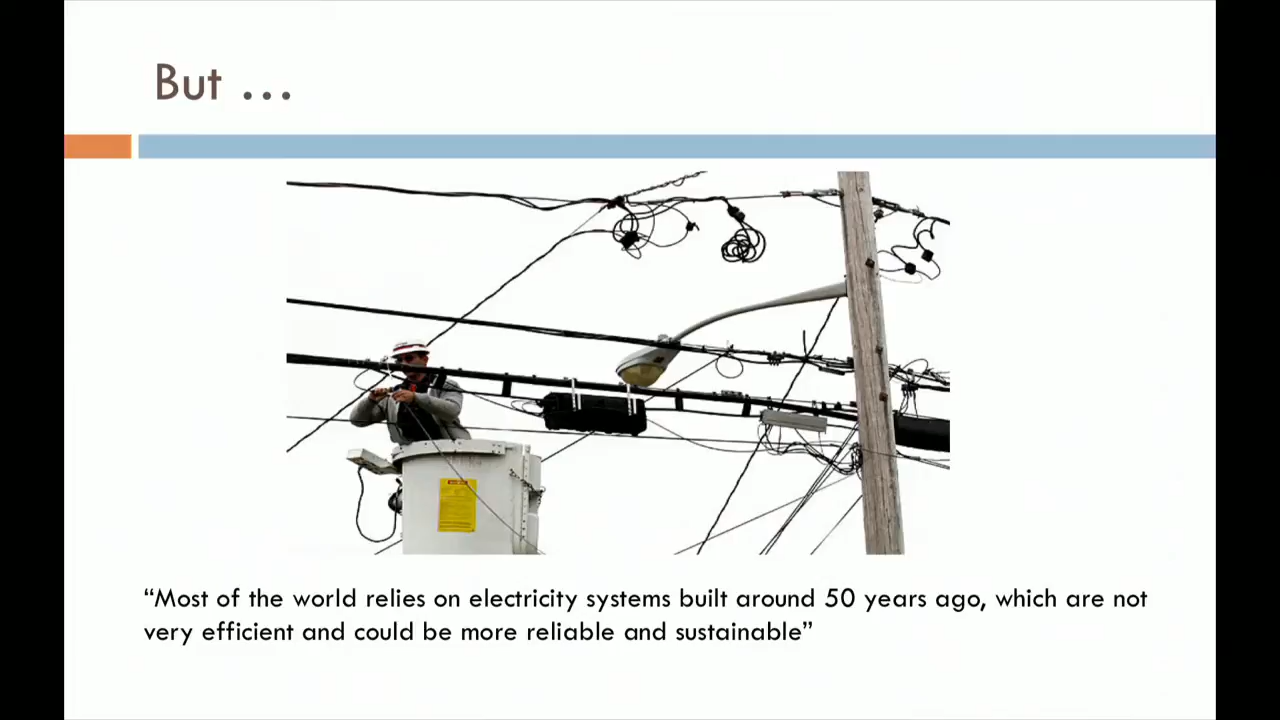 But …
“Most of the world relies on electricity systems built around 50 years ago, which are not
very efficient and could be more reliable and sustainable”